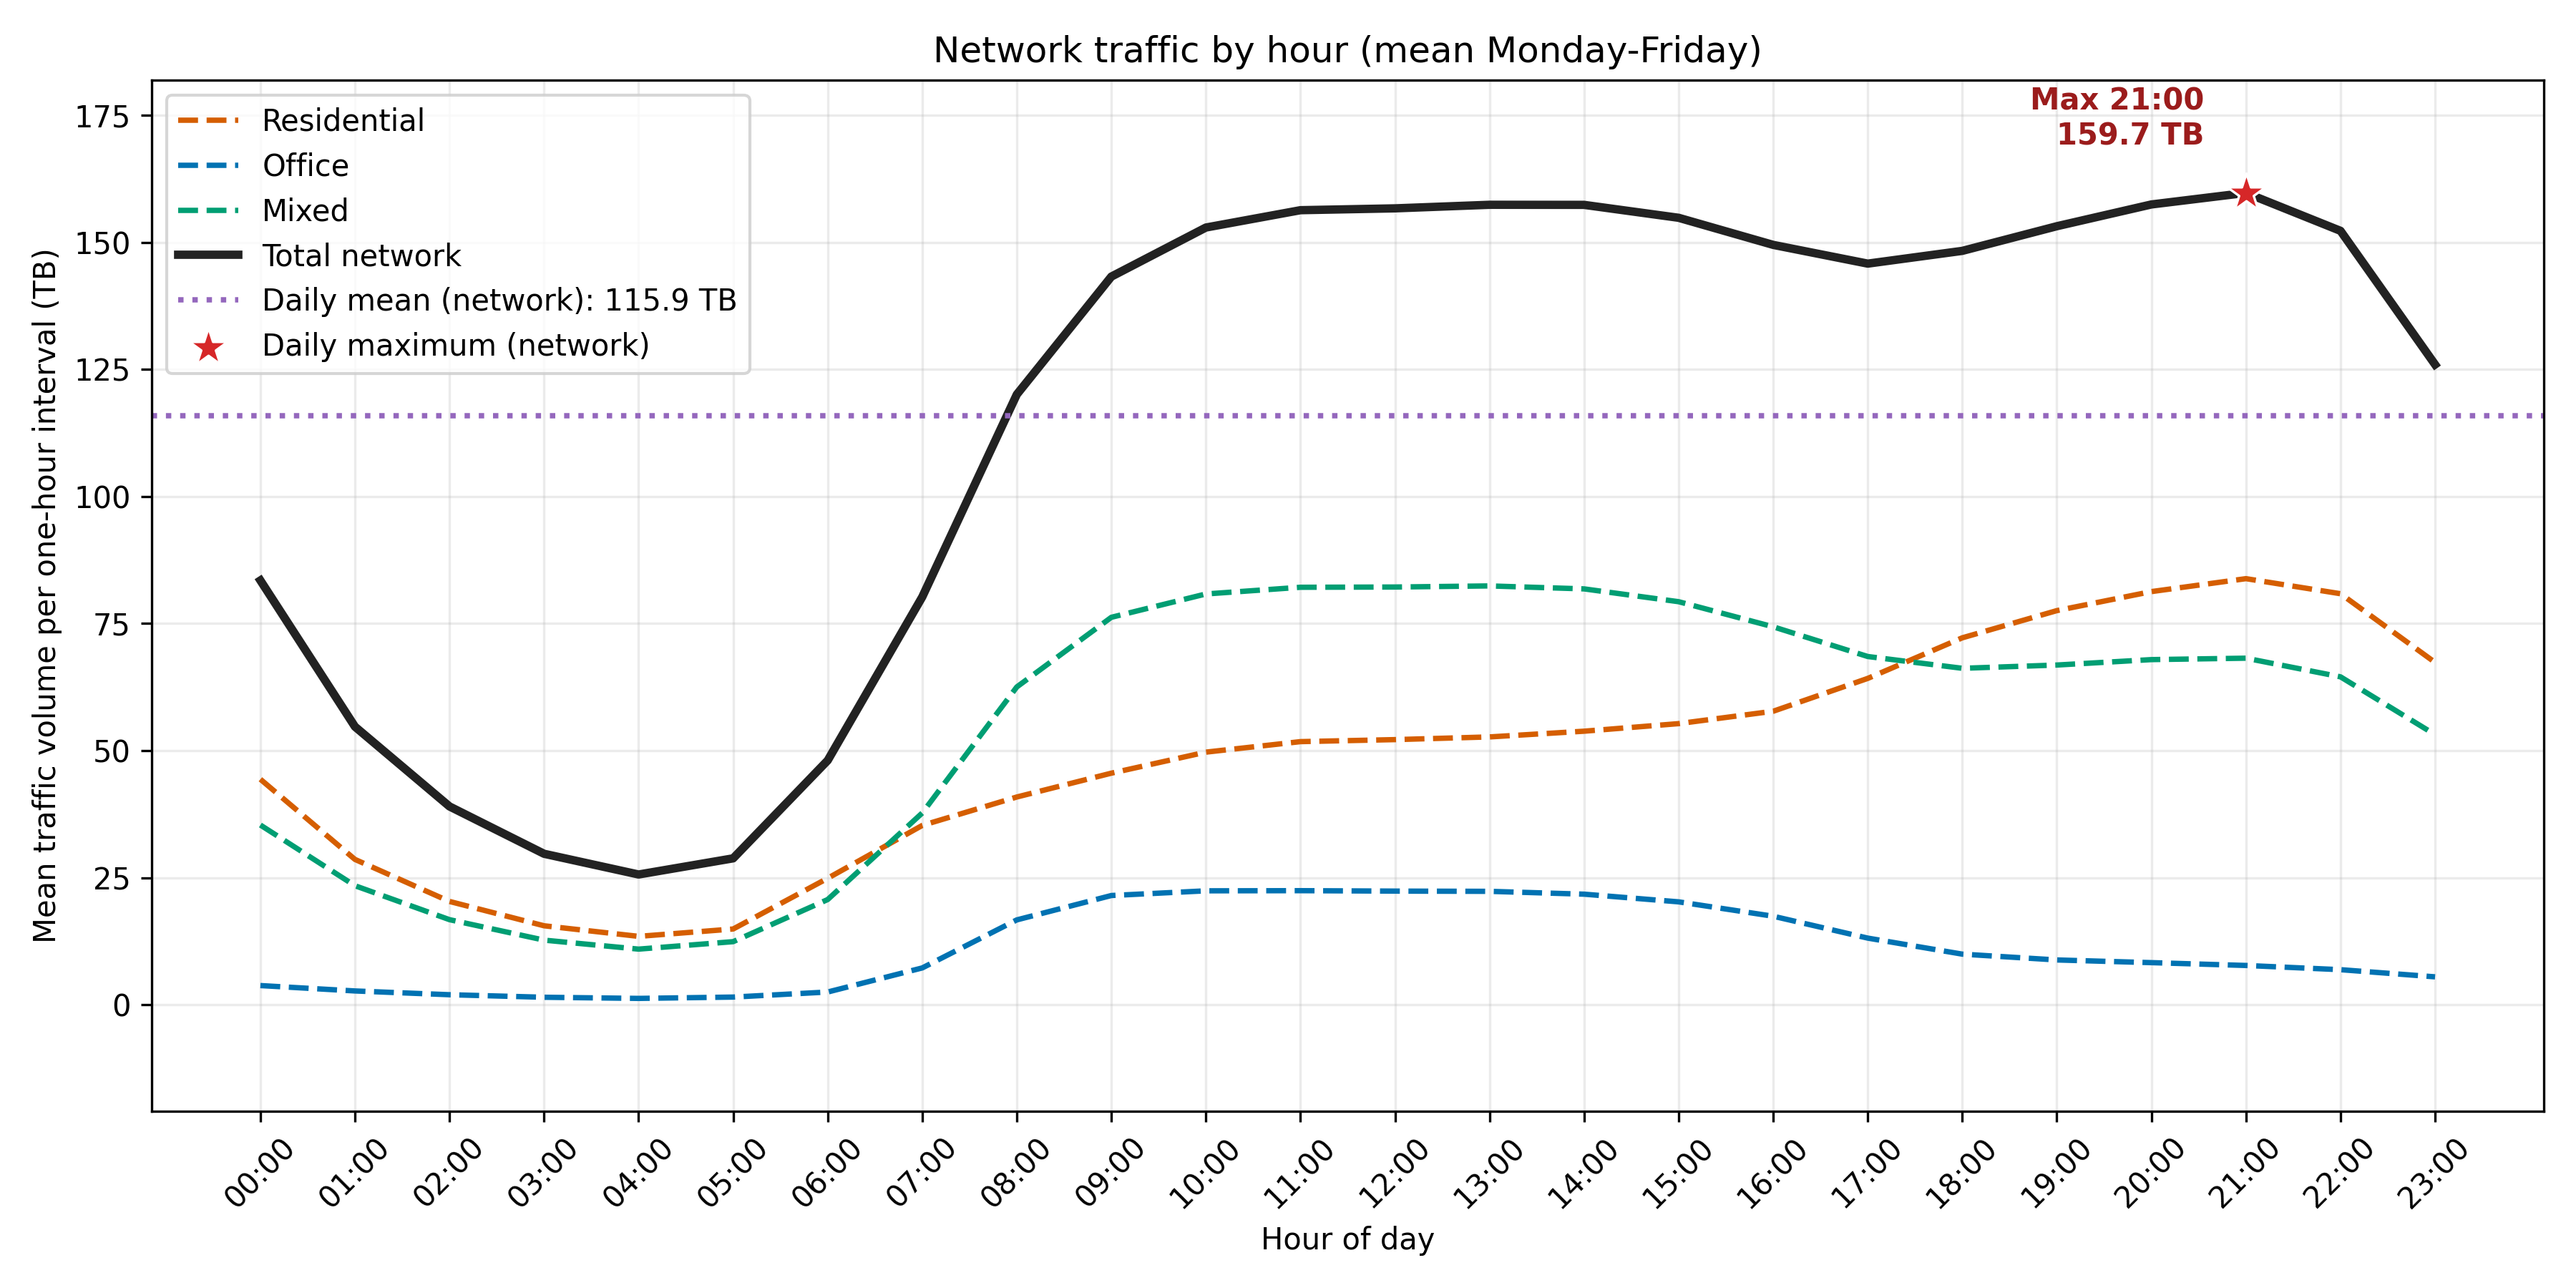 Network traffic by hour (mean Monday-Friday)
Max 21:00
159.7 TB
Residential
Office
Mixed
Total network
Daily mean (network): 115.9 TB
Daily maximum (network)
Mean traffic volume per one-hour interval (TB)
175
150
125
100
75
50
25
0
00:00
01:00
02:00
03:00
04:00
05:00
06:00
07:00
08:00
09:00
10:00
11:00
12:00
13:00
14:00
15:00
16:00
17:00
18:00
19:00
20:00
21:00
22:00
23:00
Hour of day